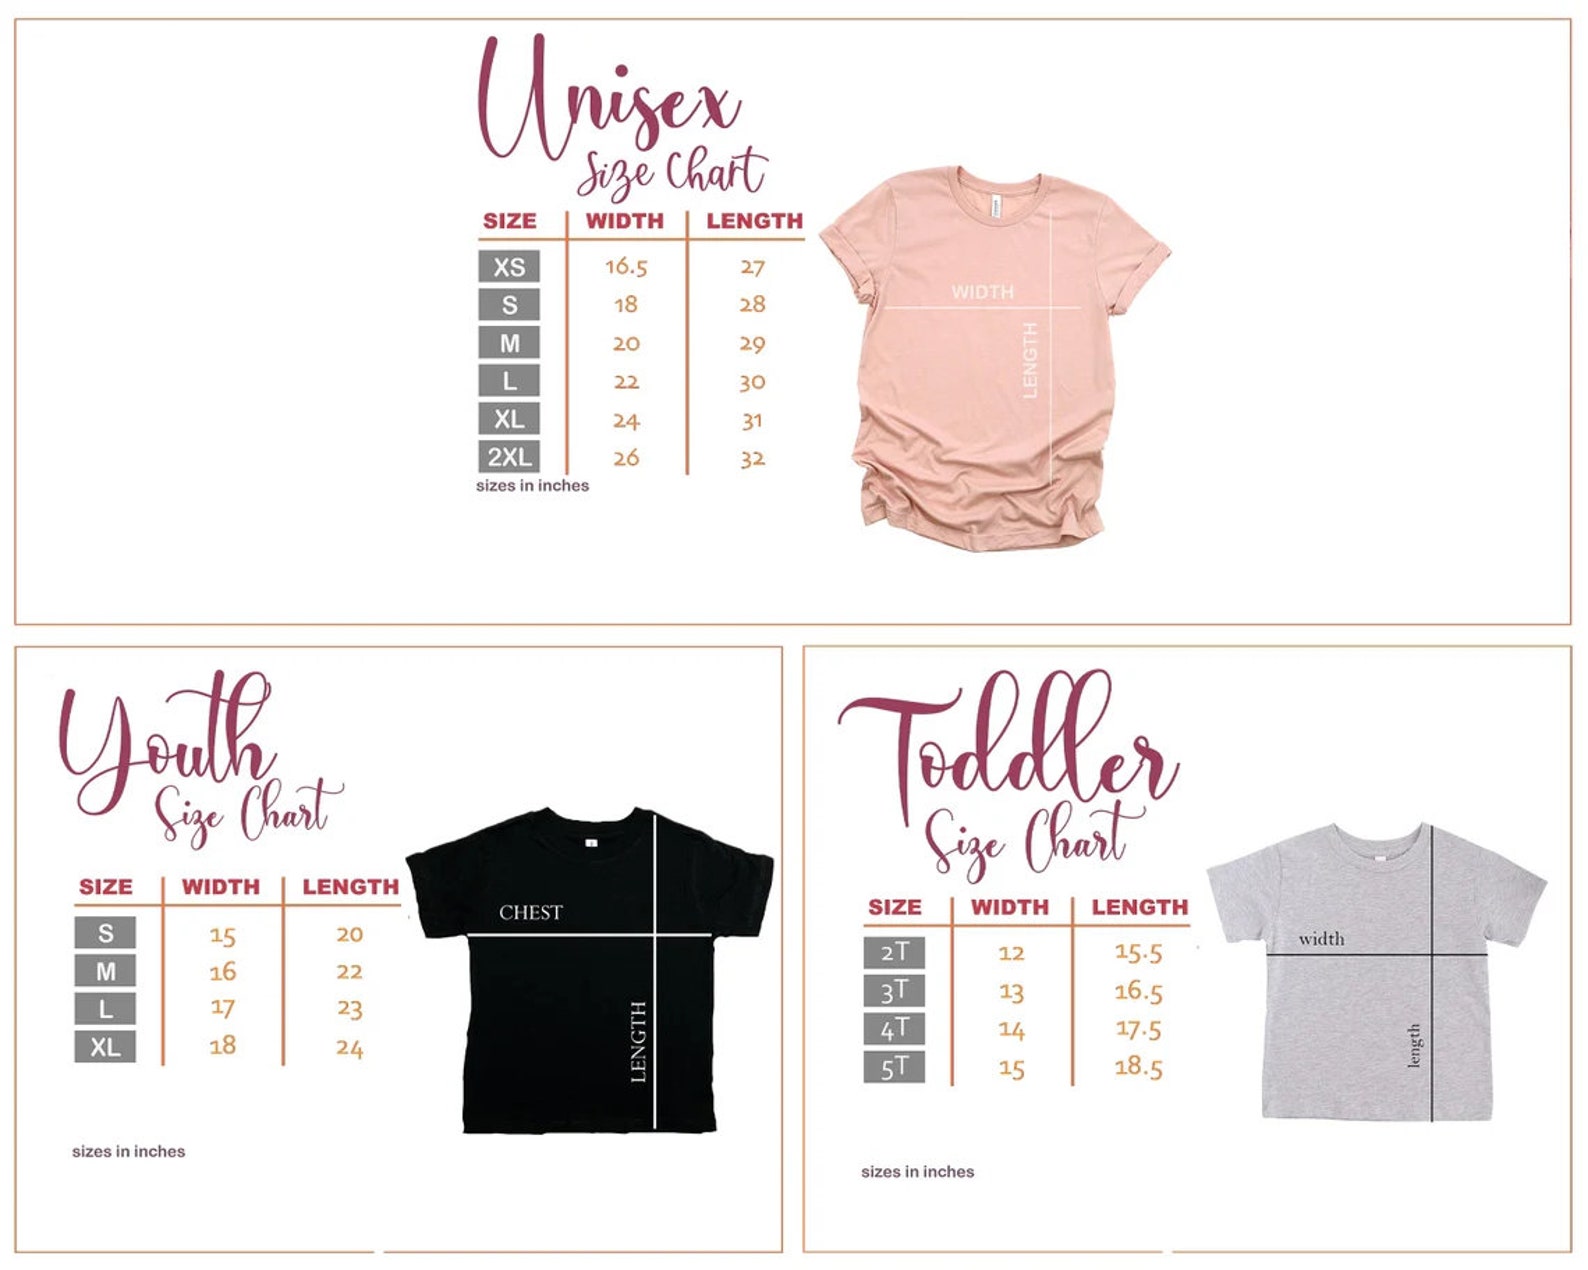 Unisex
Size Chart
SIZE WIDTH LENGTH
XS 16.5 27
S 18 28
M 20 29
L 22 30
XL 24 31
2XL 26 32
sizes in inches
WIDTH
LENGTH
Youth
Size Chart
SIZE WIDTH LENGTH
S 15 20
M 16 22
L 17 23
XL 18 24
sizes in inches
CHEST
LENGTH
Toddler
Size Chart
SIZE WIDTH LENGTH
2T 12 15.5
3T 13 16.5
4T 14 17.5
5T 15 18.5
sizes in inches
width
length